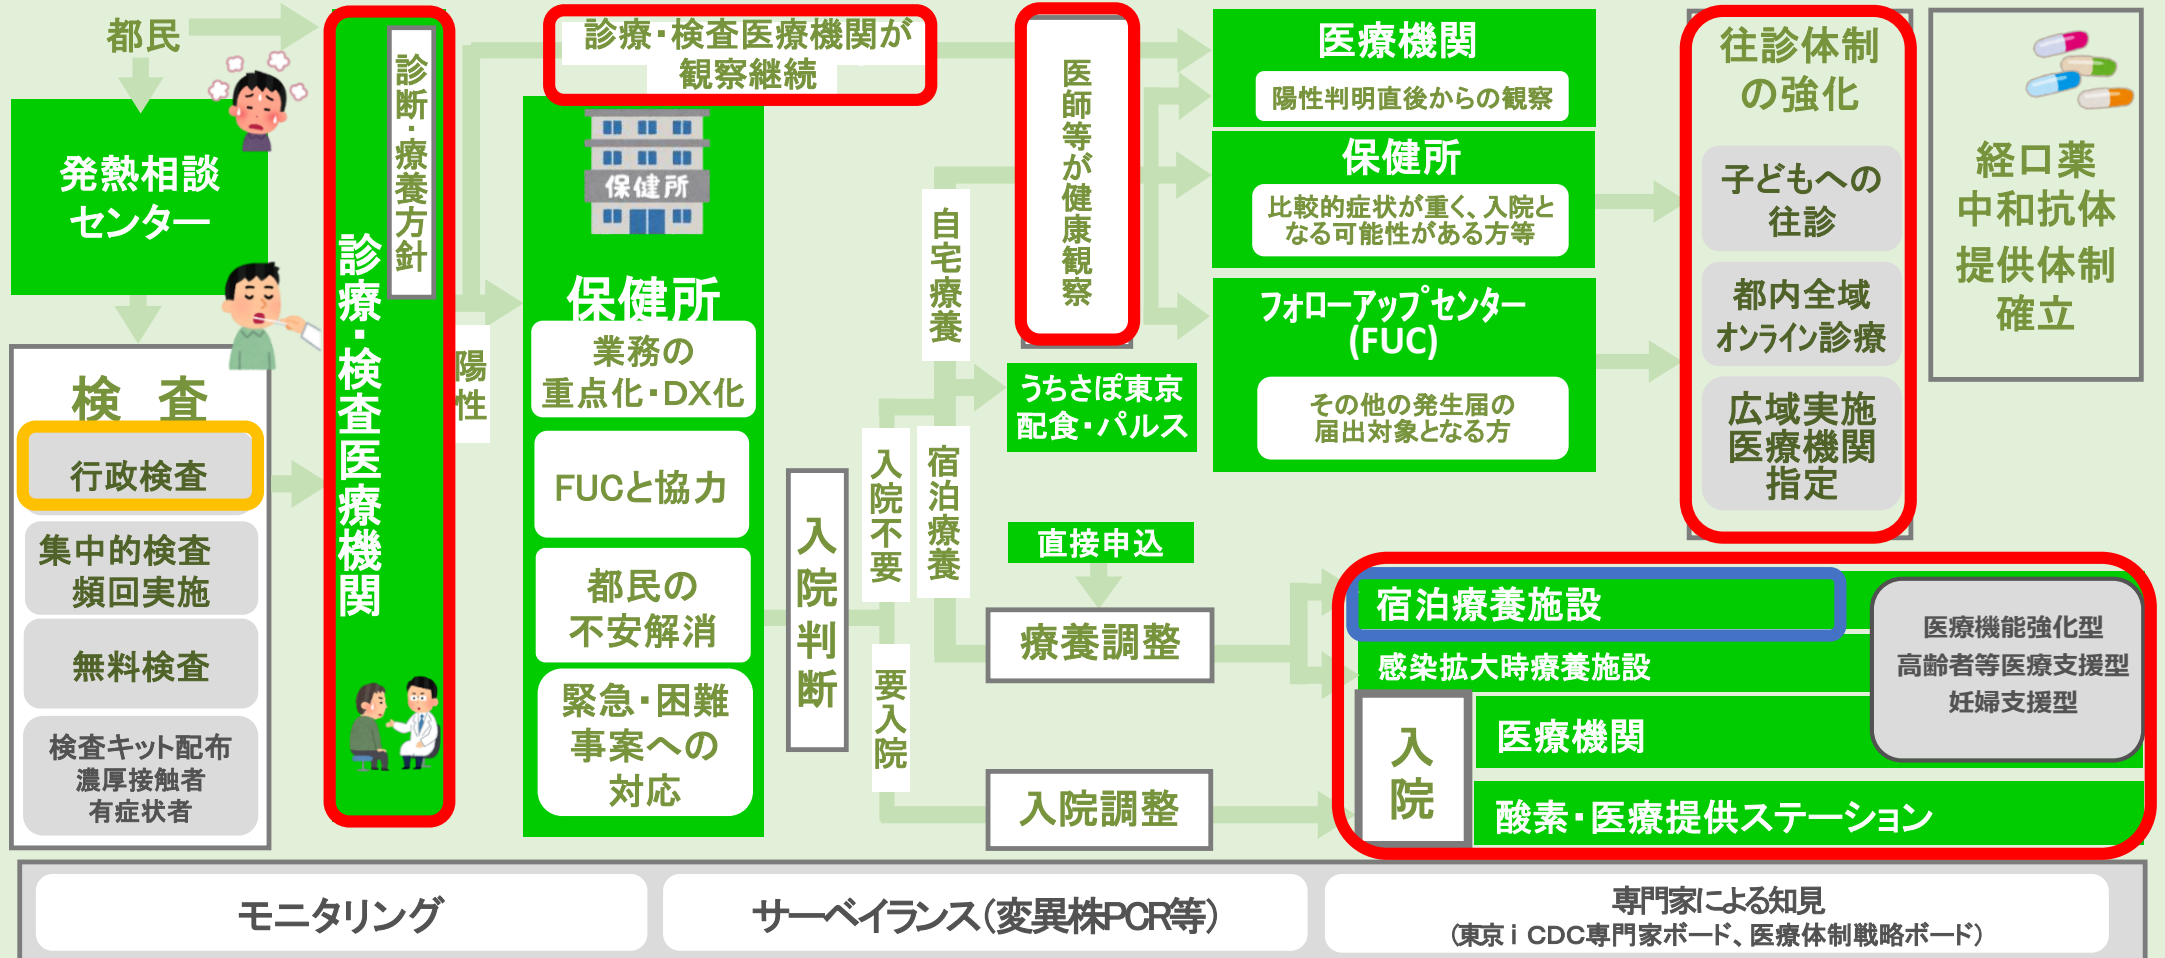 都民
発熱相談
センター
検　査
行政検査
集中的検査
頻回実施
無料検査
検査キット配布
濃厚接触者
有症状者
診療・検査医療機関
診断・療養方針
陽性
診療・検査医療機関が
観察継続
保健所
保健所
業務の
重点化・DX化
FUCと協力
都民の
不安解消
緊急・困難
事案への
対応
入院判断
入院不要
要入院
自宅療養
宿泊療養
医師等が健康観察
うちさぽ東京
配食・パルス
直接申込
療養調整
入院調整
医療機関
陽性判明直後からの観察
保健所
比較的症状が重く、入院と
なる可能性がある方等
フォローアップセンター
(FUC)
その他の発生届の
届出対象となる方
往診体制
の強化
子どもへの
往診
都内全域
オンライン診療
広域実施
医療機関
指定
経口薬
中和抗体
提供体制
確立
宿泊療養施設
感染拡大時療養施設
医療機能強化型
高齢者等医療支援型
妊婦支援型
入院
医療機関
酸素・医療提供ステーション
モニタリング
サーベイランス（変異株PCR等）
専門家による知見
（東京ｉCDC専門家ボード、医療体制戦略ボード）